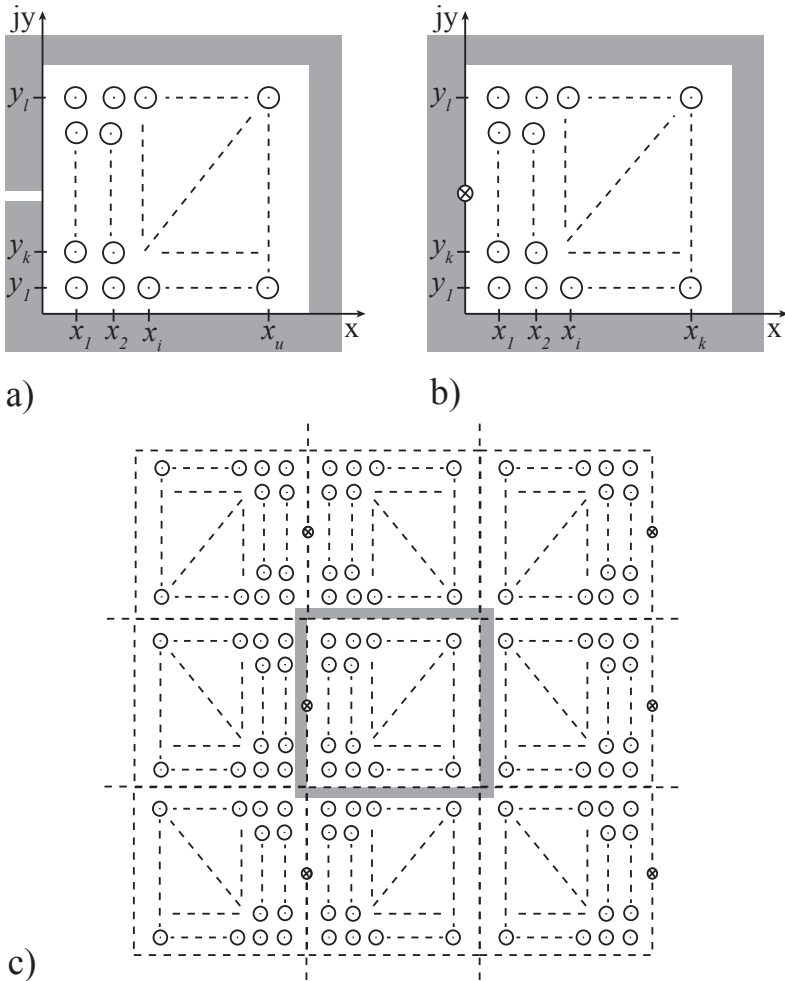 jy
jy
y_l
y_l
y_k
y_k
y_1
y_1
x_1 x_2 x_i x_u x
x_1 x_2 x_i x_k x
a)
b)
c)